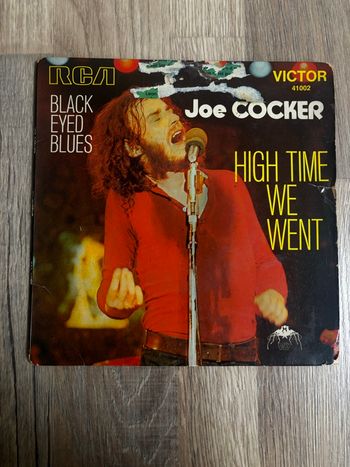 RCA
VICTOR
41002
BLACK
EYED
BLUES
Joe COCKER
HIGH TIME
WE
WENT